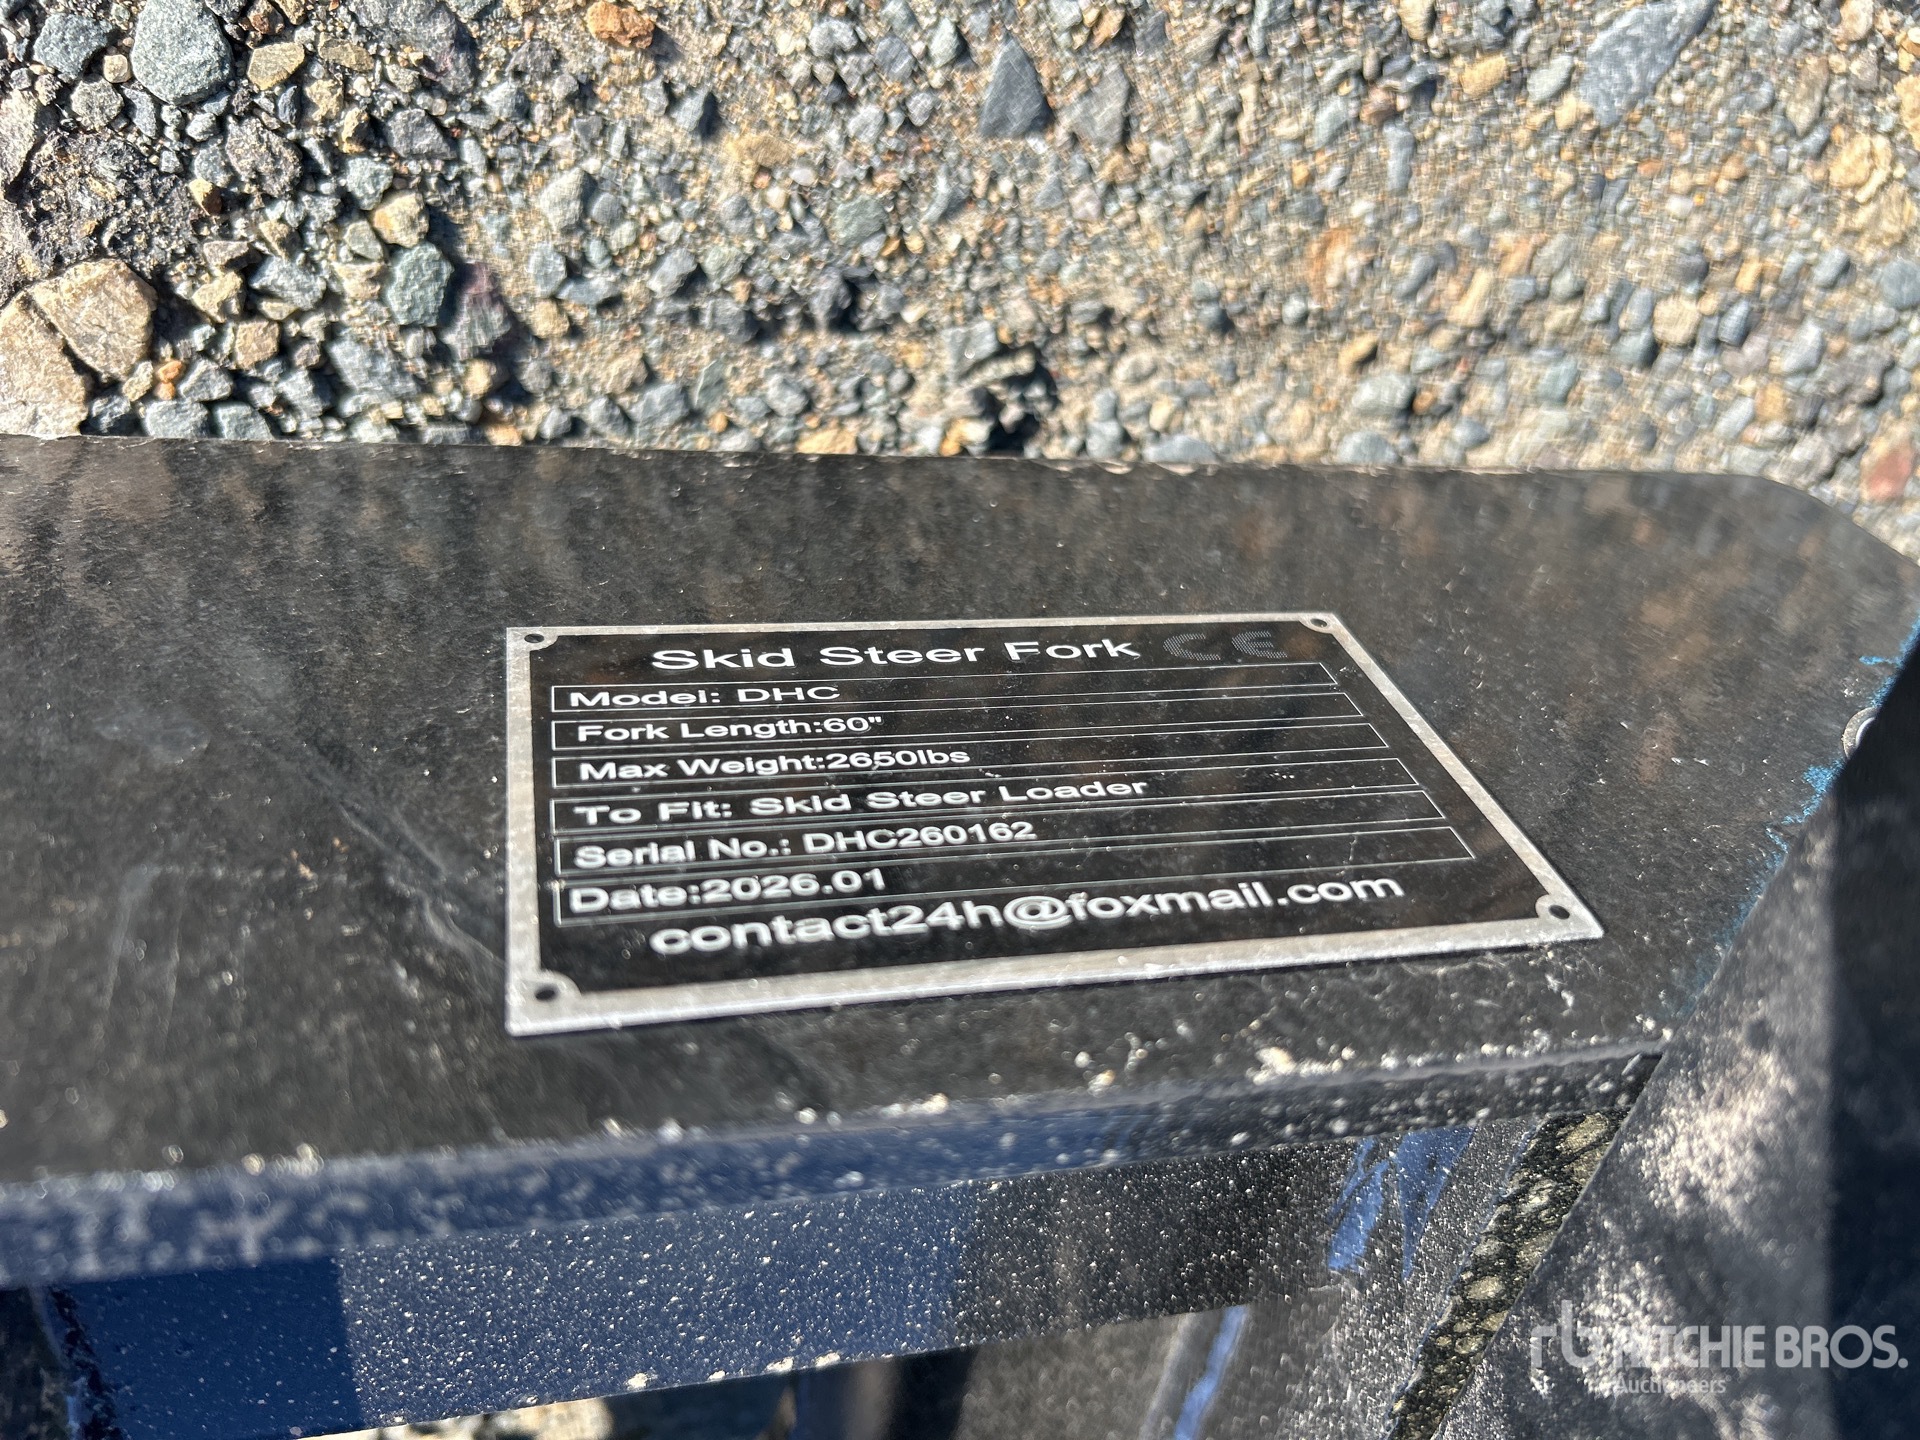 Skid Steer Fork CE
Model: DHC
Fork Length:60"
Max Weight:2650lbs
To Fit: Skid Steer Loader
Serial No.: DHC260162
Date:2026.01
contact24h@foxmail.com
rb RITCHIE BROS.
Auctioneers